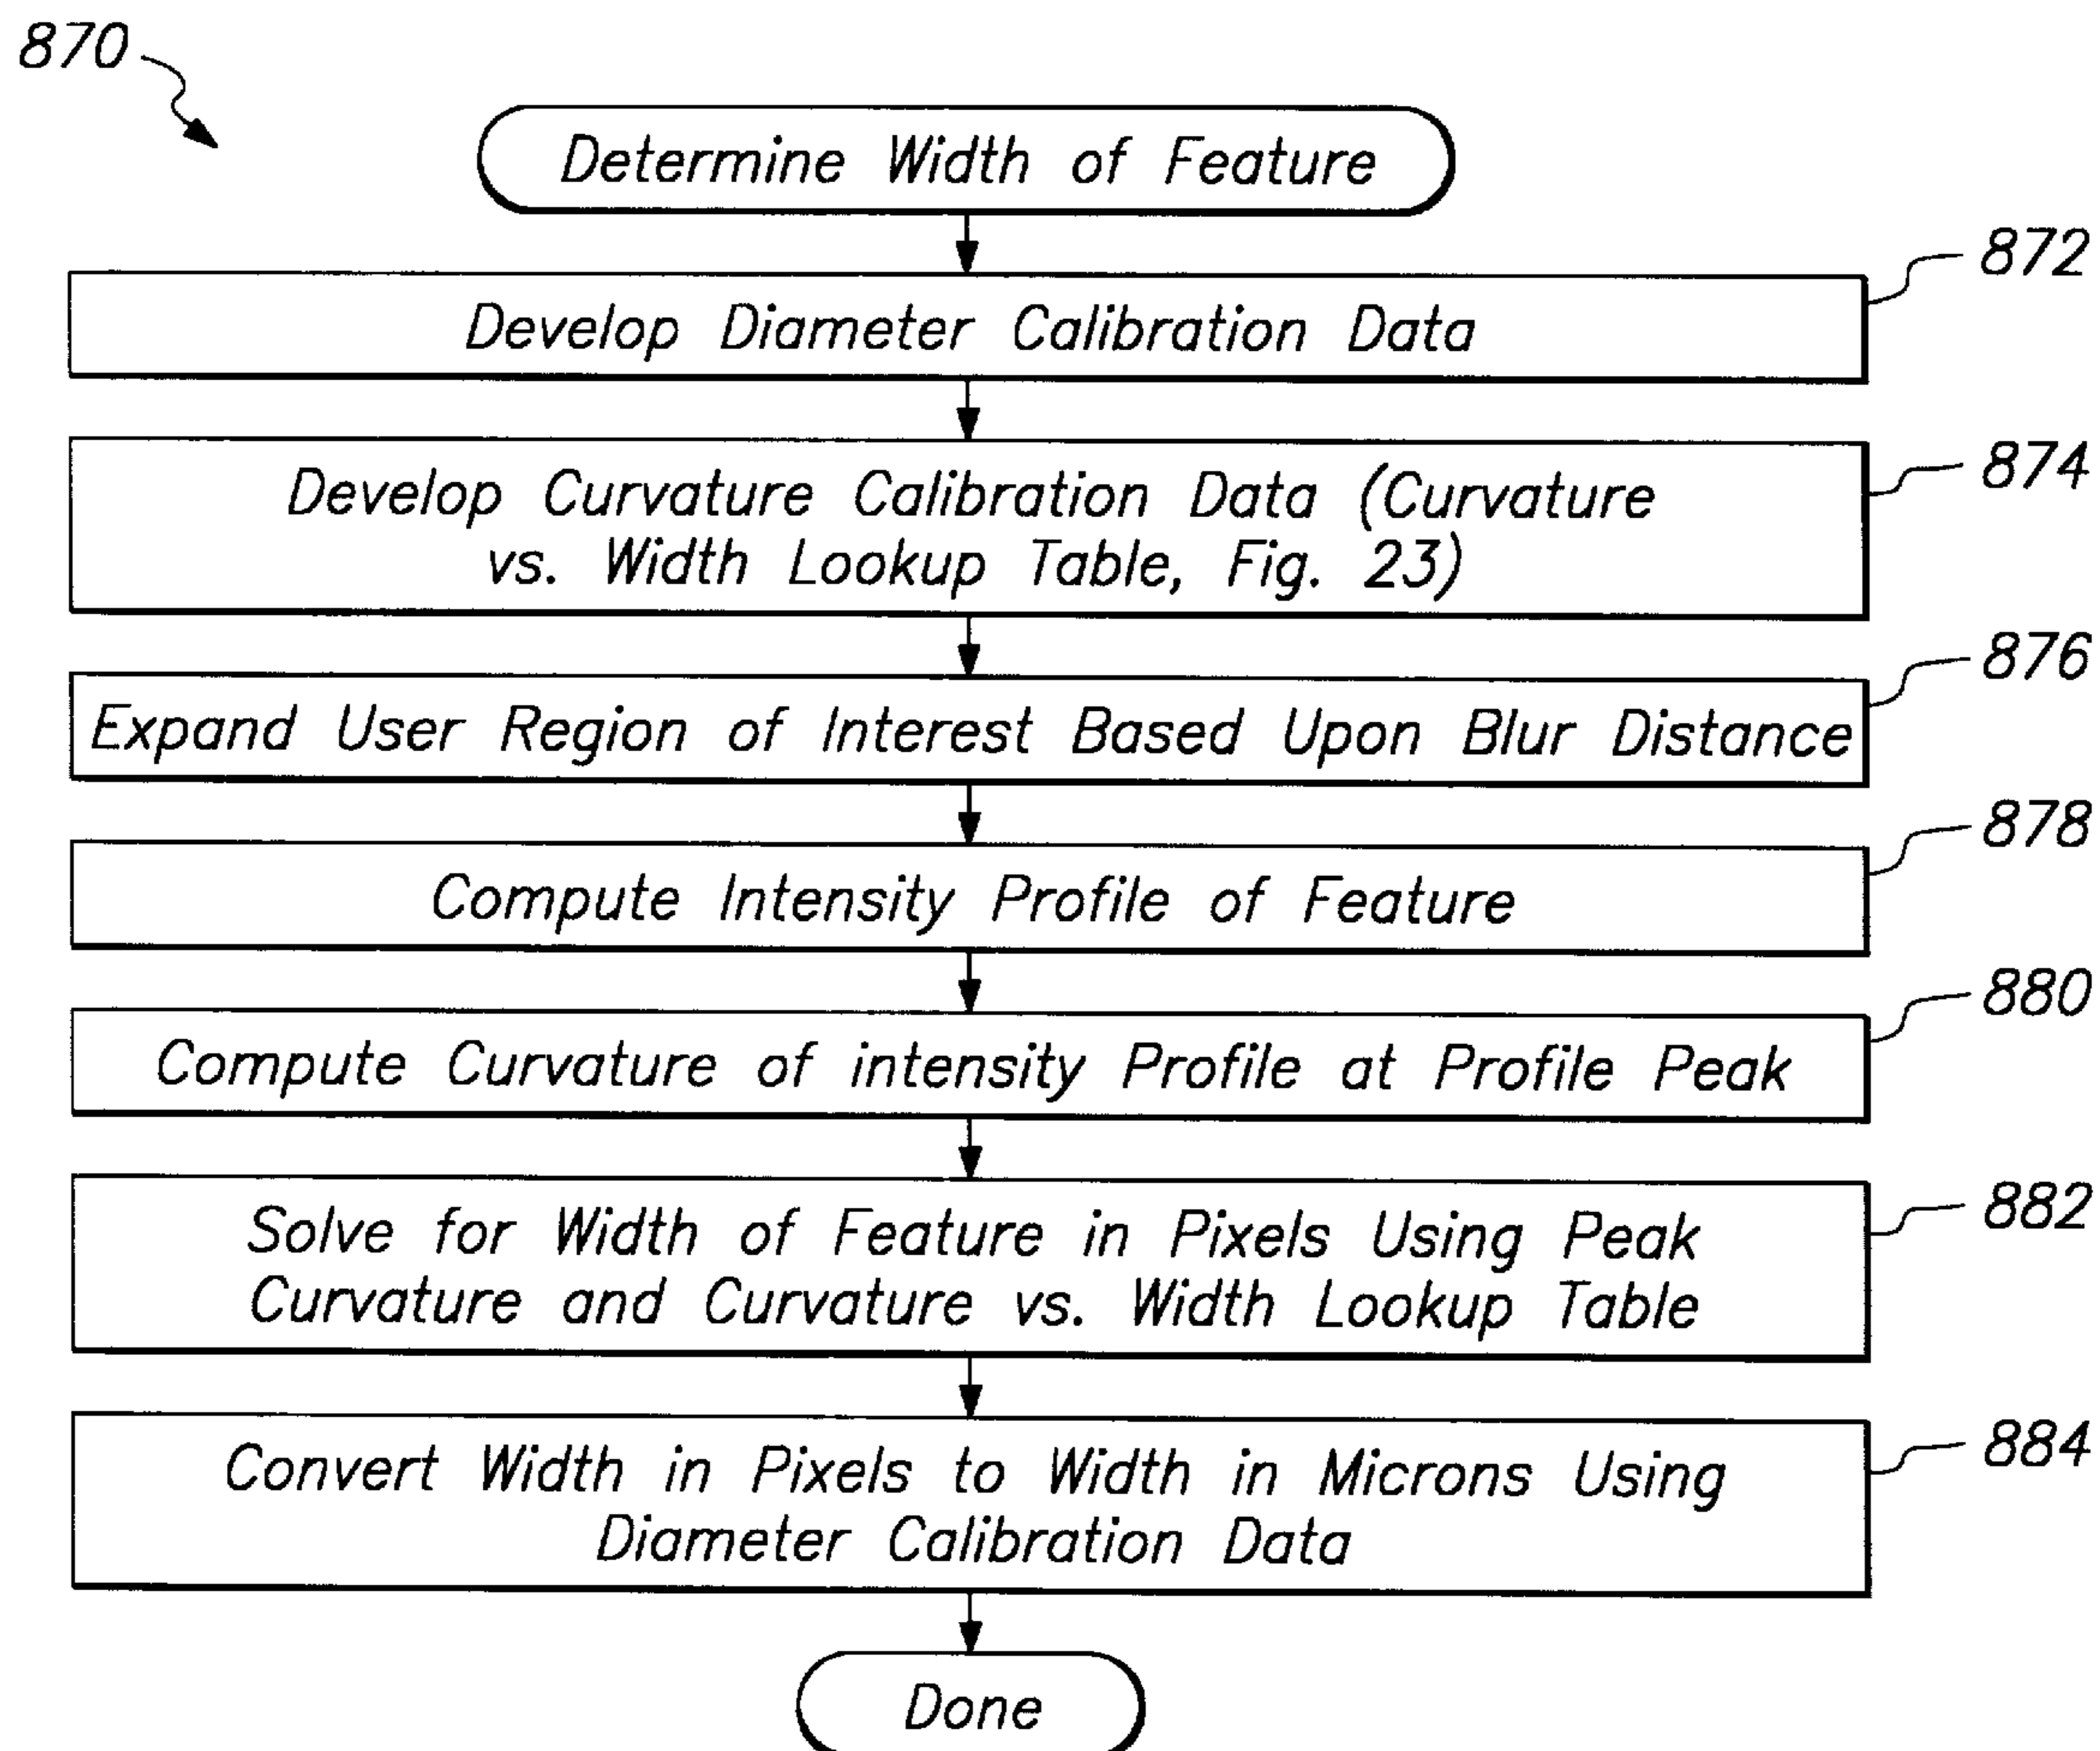 870
Determine Width of Feature
872
Develop Diameter Calibration Data
874
Develop Curvature Calibration Data (Curvature
vs. Width Lookup Table, Fig. 23)
876
Expand User Region of Interest Based Upon Blur Distance
878
Compute Intensity Profile of Feature
880
Compute Curvature of intensity Profile at Profile Peak
882
Solve for Width of Feature in Pixels Using Peak
Curvature and Curvature vs. Width Lookup Table
884
Convert Width in Pixels to Width in Microns Using
Diameter Calibration Data
Done